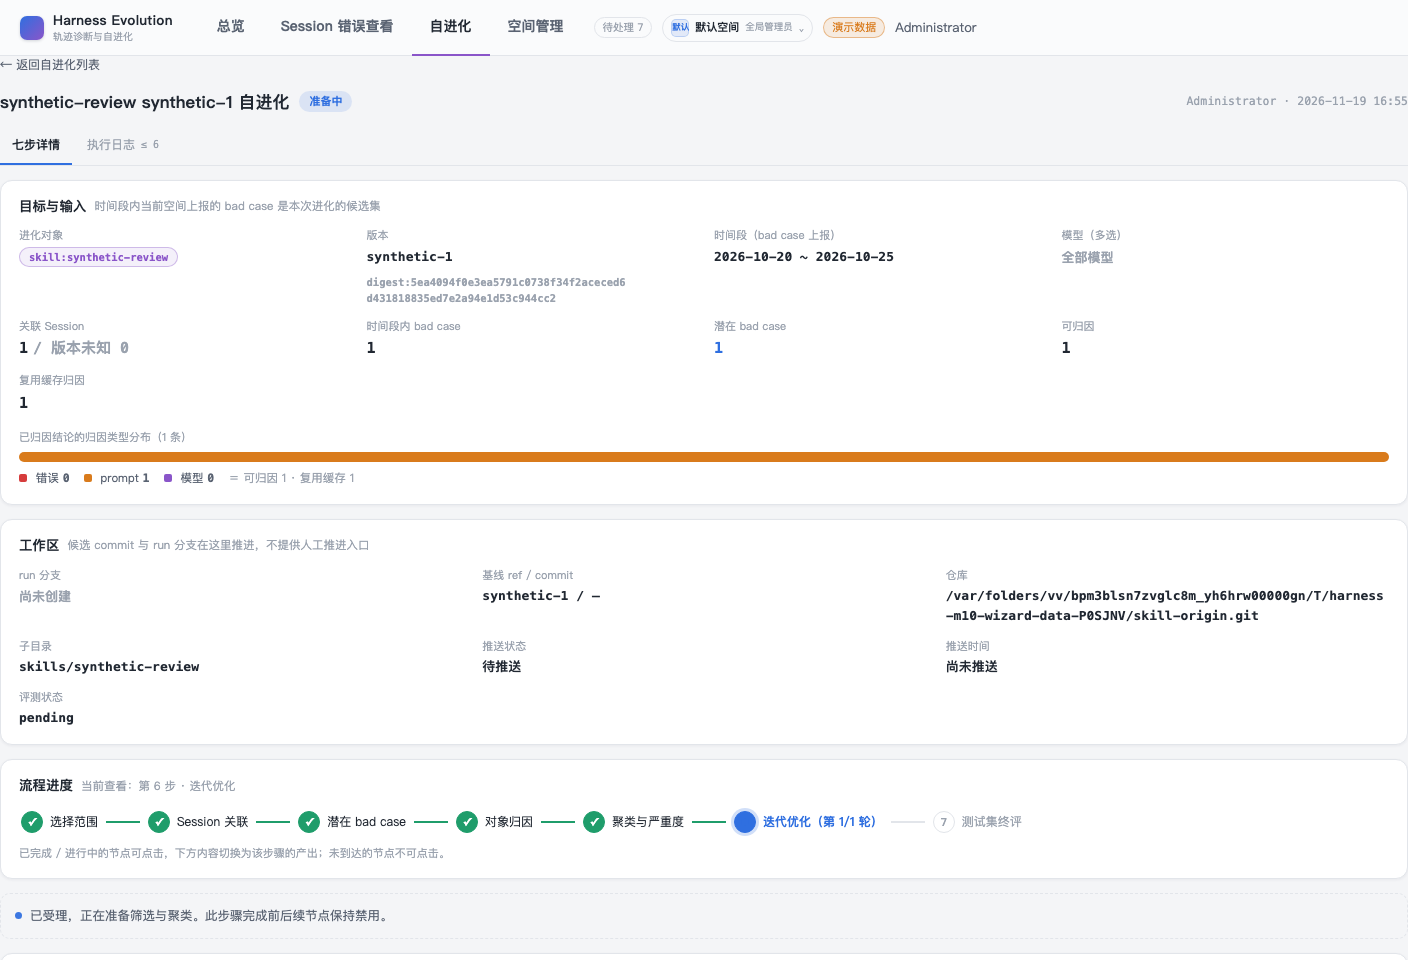 Harness Evolution
轨迹诊断与自进化
总览
Session 错误查看
自进化
空间管理
待处理 7
默认 默认空间 全局管理员
演示数据
Administrator
← 返回自进化列表
synthetic-review synthetic-1 自进化 准备中
Administrator · 2026-11-19 16:55
七步详情
执行日志 ≤ 6
目标与输入 时间段内当前空间上报的 bad case 是本次进化的候选集
进化对象
skill:synthetic-review
版本
synthetic-1
digest:5ea4094f0e3ea5791c0738f34f2aceced6
d431818835ed7e2a94e1d53c944cc2
时间段（bad case 上报）
2026-10-20 ~ 2026-10-25
模型（多选）
全部模型
关联 Session
1 / 版本未知 0
时间段内 bad case
1
潜在 bad case
1
可归因
1
复用缓存归因
1
已归因结论的归因类型分布（1 条）
错误 0 prompt 1 模型 0 = 可归因 1 · 复用缓存 1
工作区 候选 commit 与 run 分支在这里推进，不提供人工推进入口
run 分支
尚未创建
基线 ref / commit
synthetic-1 / —
仓库
/var/folders/vv/bpm3blsn7zvglc8m_yh6hrw00000gn/T/harness
-m10-wizard-data-P0SJNV/skill-origin.git
子目录
skills/synthetic-review
推送状态
待推送
推送时间
尚未推送
评测状态
pending
流程进度 当前查看：第 6 步 · 迭代优化
✓ 选择范围 ✓ Session 关联 ✓ 潜在 bad case ✓ 对象归因 ✓ 聚类与严重度 迭代优化（第 1/1 轮） 7 测试集终评
已完成 / 进行中的节点可点击，下方内容切换为该步骤的产出；未到达的节点不可点击。
已受理，正在准备筛选与聚类。此步骤完成前后续节点保持禁用。